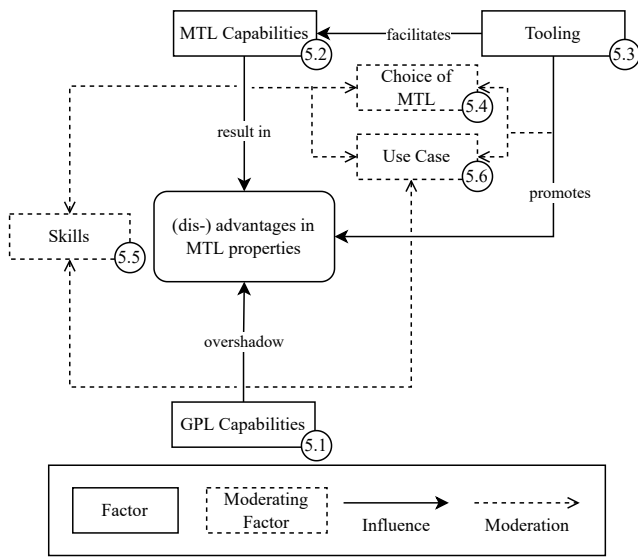 MTL Capabilities
5.2
facilitates
Tooling
5.3
Choice of
MTL
5.4
result in
Use Case
5.6
promotes
(dis-) advantages in
MTL properties
Skills
5.5
overshadow
GPL Capabilities
5.1
Factor
Moderating
Factor
Influence
Moderation